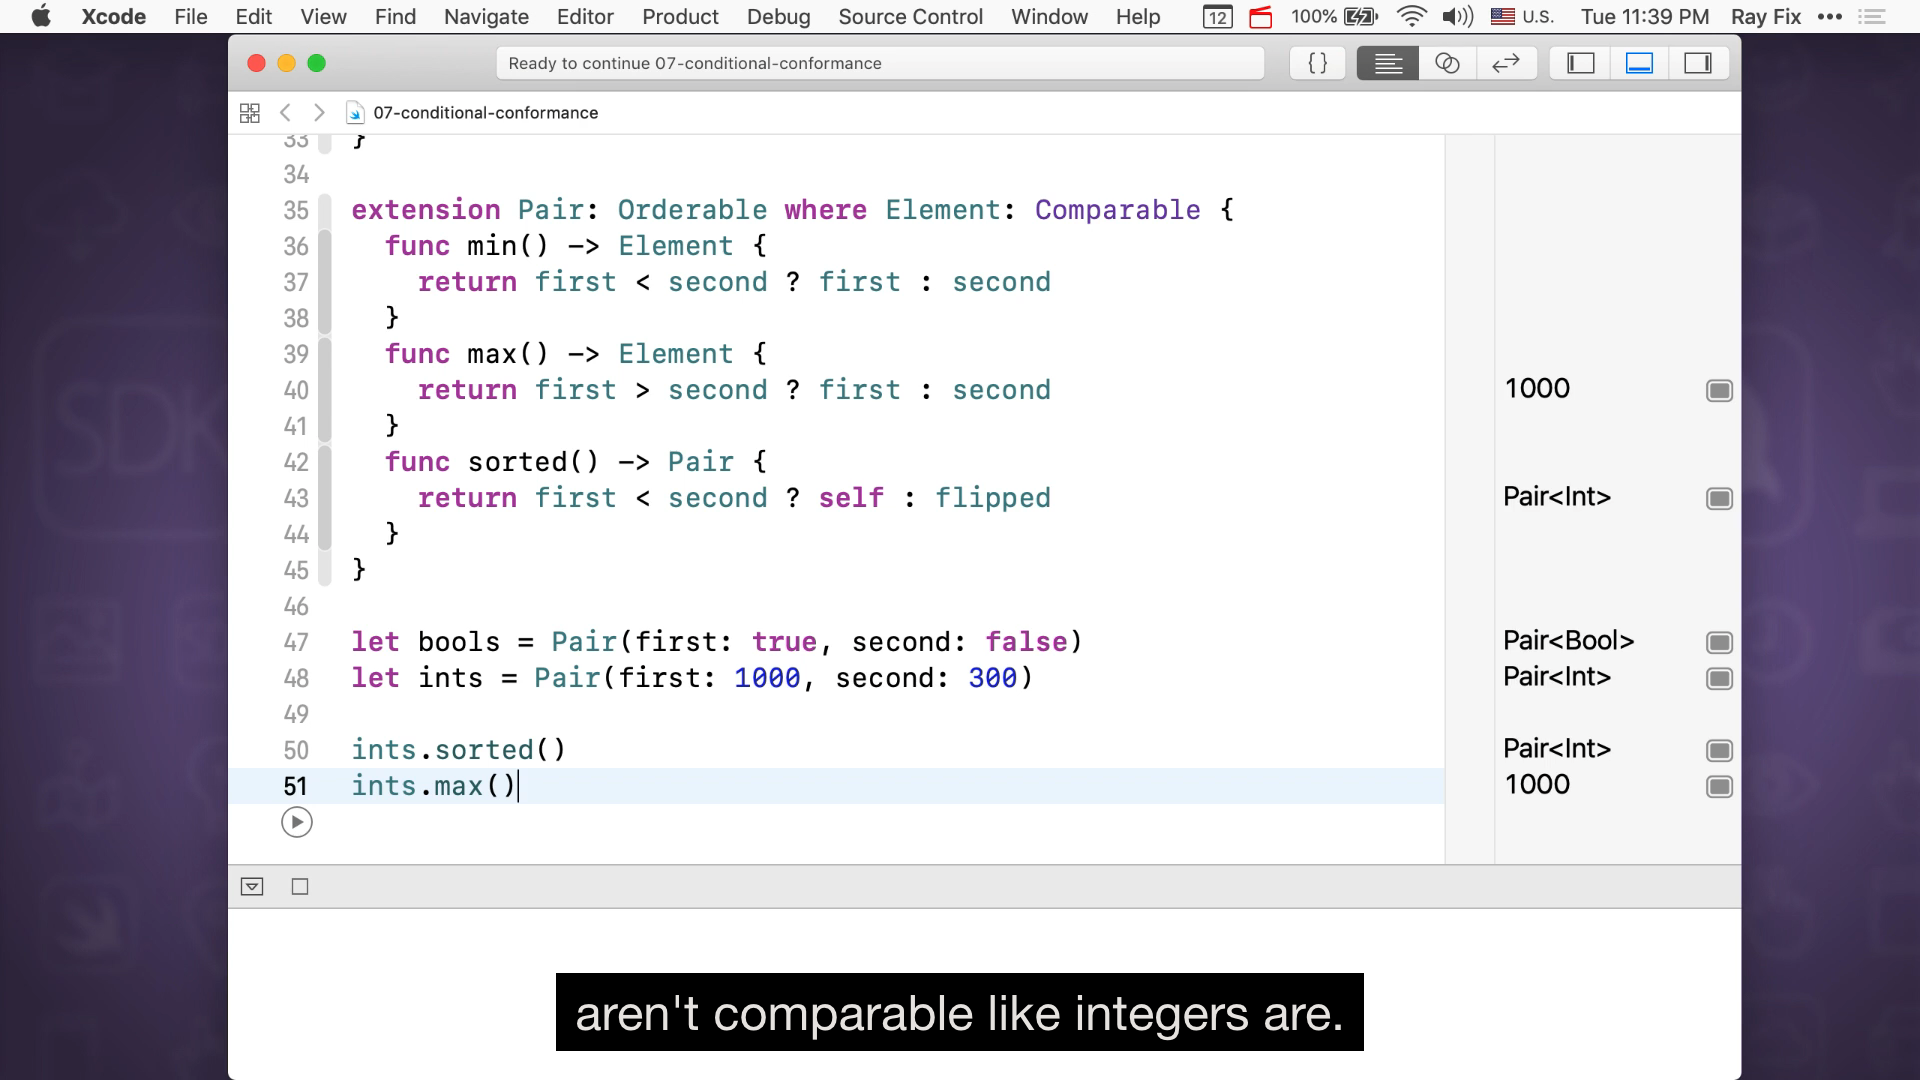 Xcode File Edit View Find Navigate Editor Product Debug Source Control Window Help 12 100% U.S. Tue 11:39 PM Ray Fix
Ready to continue 07-conditional-conformance
07-conditional-conformance
33 }
34
35 extension Pair: Orderable where Element: Comparable {
36 func min() -> Element {
37 return first < second ? first : second
38 }
39 func max() -> Element {
40 return first > second ? first : second 1000
41 }
42 func sorted() -> Pair {
43 return first < second ? self : flipped Pair<Int>
44 }
45 }
46
47 let bools = Pair(first: true, second: false) Pair<Bool>
48 let ints = Pair(first: 1000, second: 300) Pair<Int>
49
50 ints.sorted() Pair<Int>
51 ints.max() 1000
aren't comparable like integers are.
SDK